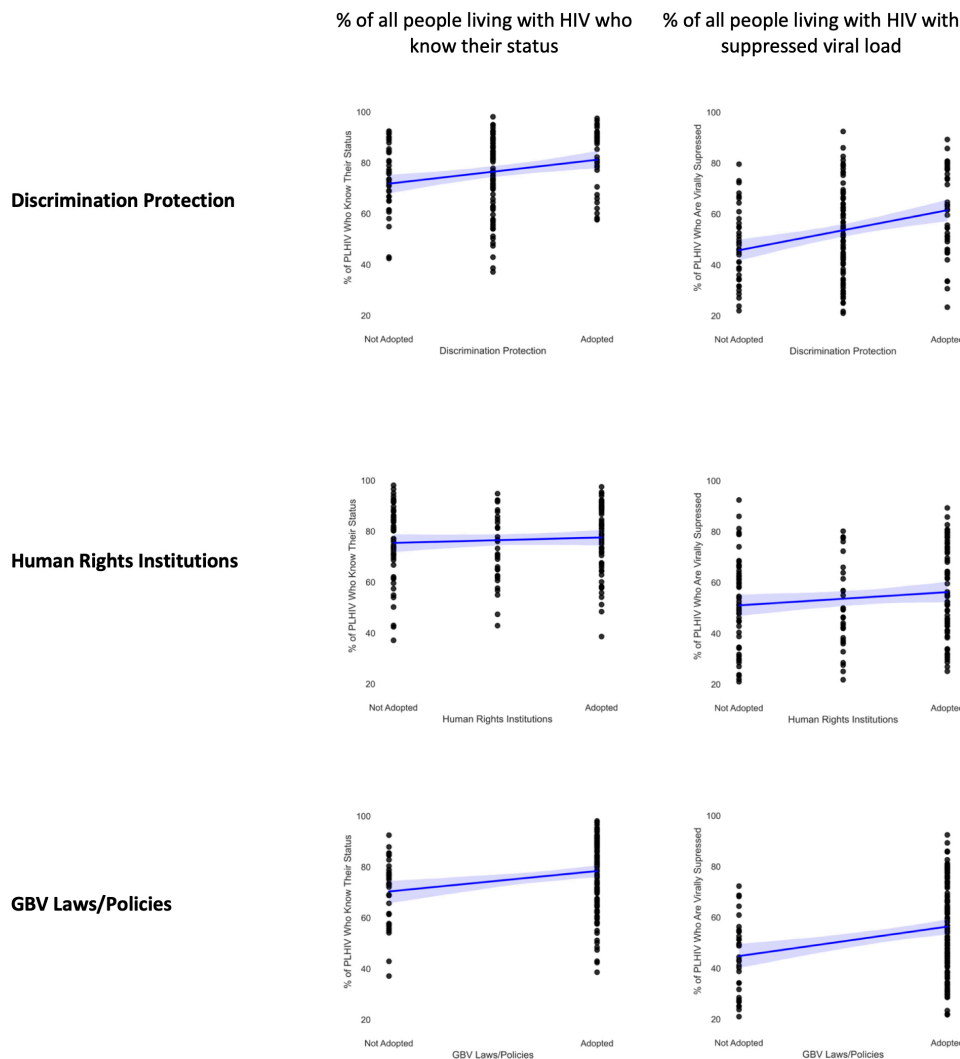 % of all people living with HIV who
know their status
% of all people living with HIV with
suppressed viral load
Discrimination Protection
% of PLHIV Who Know Their Status
100
80
60
40
20
Not Adopted
Adopted
Discrimination Protection
% of PLHIV Who Are Virally Supressed
100
80
60
40
20
Not Adopted
Adopted
Discrimination Protection
Human Rights Institutions
% of PLHIV Who Know Their Status
100
80
60
40
20
Not Adopted
Adopted
Human Rights Institutions
% of PLHIV Who Are Virally Supressed
100
80
60
40
20
Not Adopted
Adopted
Human Rights Institutions
GBV Laws/Policies
% of PLHIV Who Know Their Status
100
80
60
40
20
Not Adopted
Adopted
GBV Laws/Policies
% of PLHIV Who Are Virally Supressed
100
80
60
40
20
Not Adopted
Adopted
GBV Laws/Policies